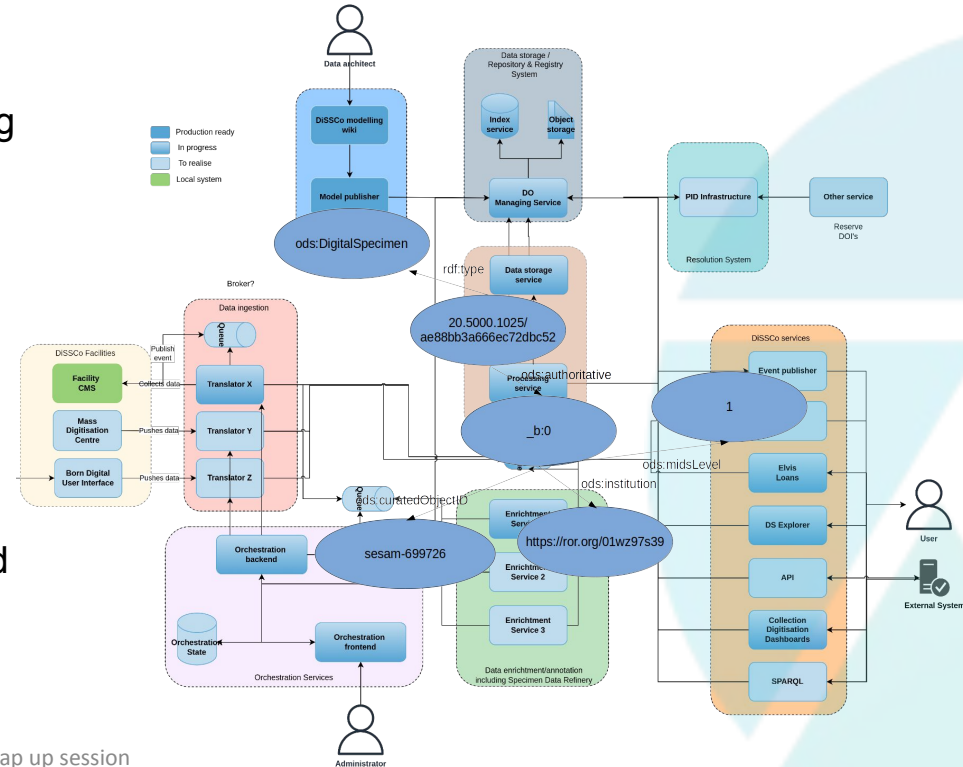 g
d
ap up session
Data architect
DiSSCo modelling
wiki
Model publisher
Production ready
In progress
To realise
Local system
Data storage /
Repository & Registry
System
Index
service
Object
storage
DO
Managing Service
PID Infrastructure
Resolution System
Other service
Reserve
DOI's
ods:DigitalSpecimen
rdf:type
Data storage
service
20.5000.1025/
ae88bb3a666ec72dbc52
Processing
service
ods:authoritative
_b:0
1
ods:midsLevel
ods:institution
ods:curatedObjectID
sesam-699726
https://ror.org/01wz97s39
Broker?
Data ingestion
Queue
Publish
event
Collects data
Pushes data
Pushes data
Translator X
Translator Y
Translator Z
DiSSCo Facilities
Facility
CMS
Mass
Digitisation
Centre
Born Digital
User Interface
Queue
Orchestration
backend
Orchestration
State
Orchestration
frontend
Orchestration Services
Administrator
Enrichment
Service 2
Enrichment
Service 3
Data enrichment/annotation
including Specimen Data Refinery
DiSSCo services
Event publisher
Elvis
Loans
DS Explorer
API
Collection
Digitisation
Dashboards
SPARQL
User
External System